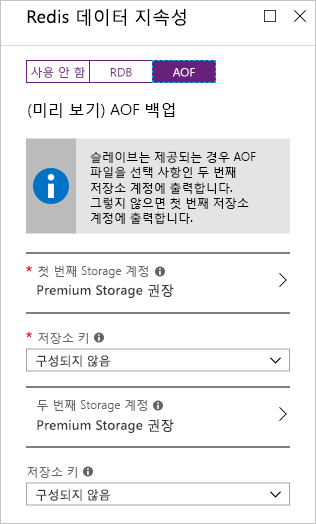 Redis 데이터 지속성
사용 안 함 RDB AOF
(미리 보기) AOF 백업
슬레이브는 제공되는 경우 AOF
파일을 선택 사항인 두 번째
저장소 계정에 출력합니다.
그렇지 않으면 첫 번째 저장소
계정에 출력합니다.
* 첫 번째 Storage 계정
Premium Storage 권장
* 저장소 키
구성되지 않음
두 번째 Storage 계정
Premium Storage 권장
저장소 키
구성되지 않음